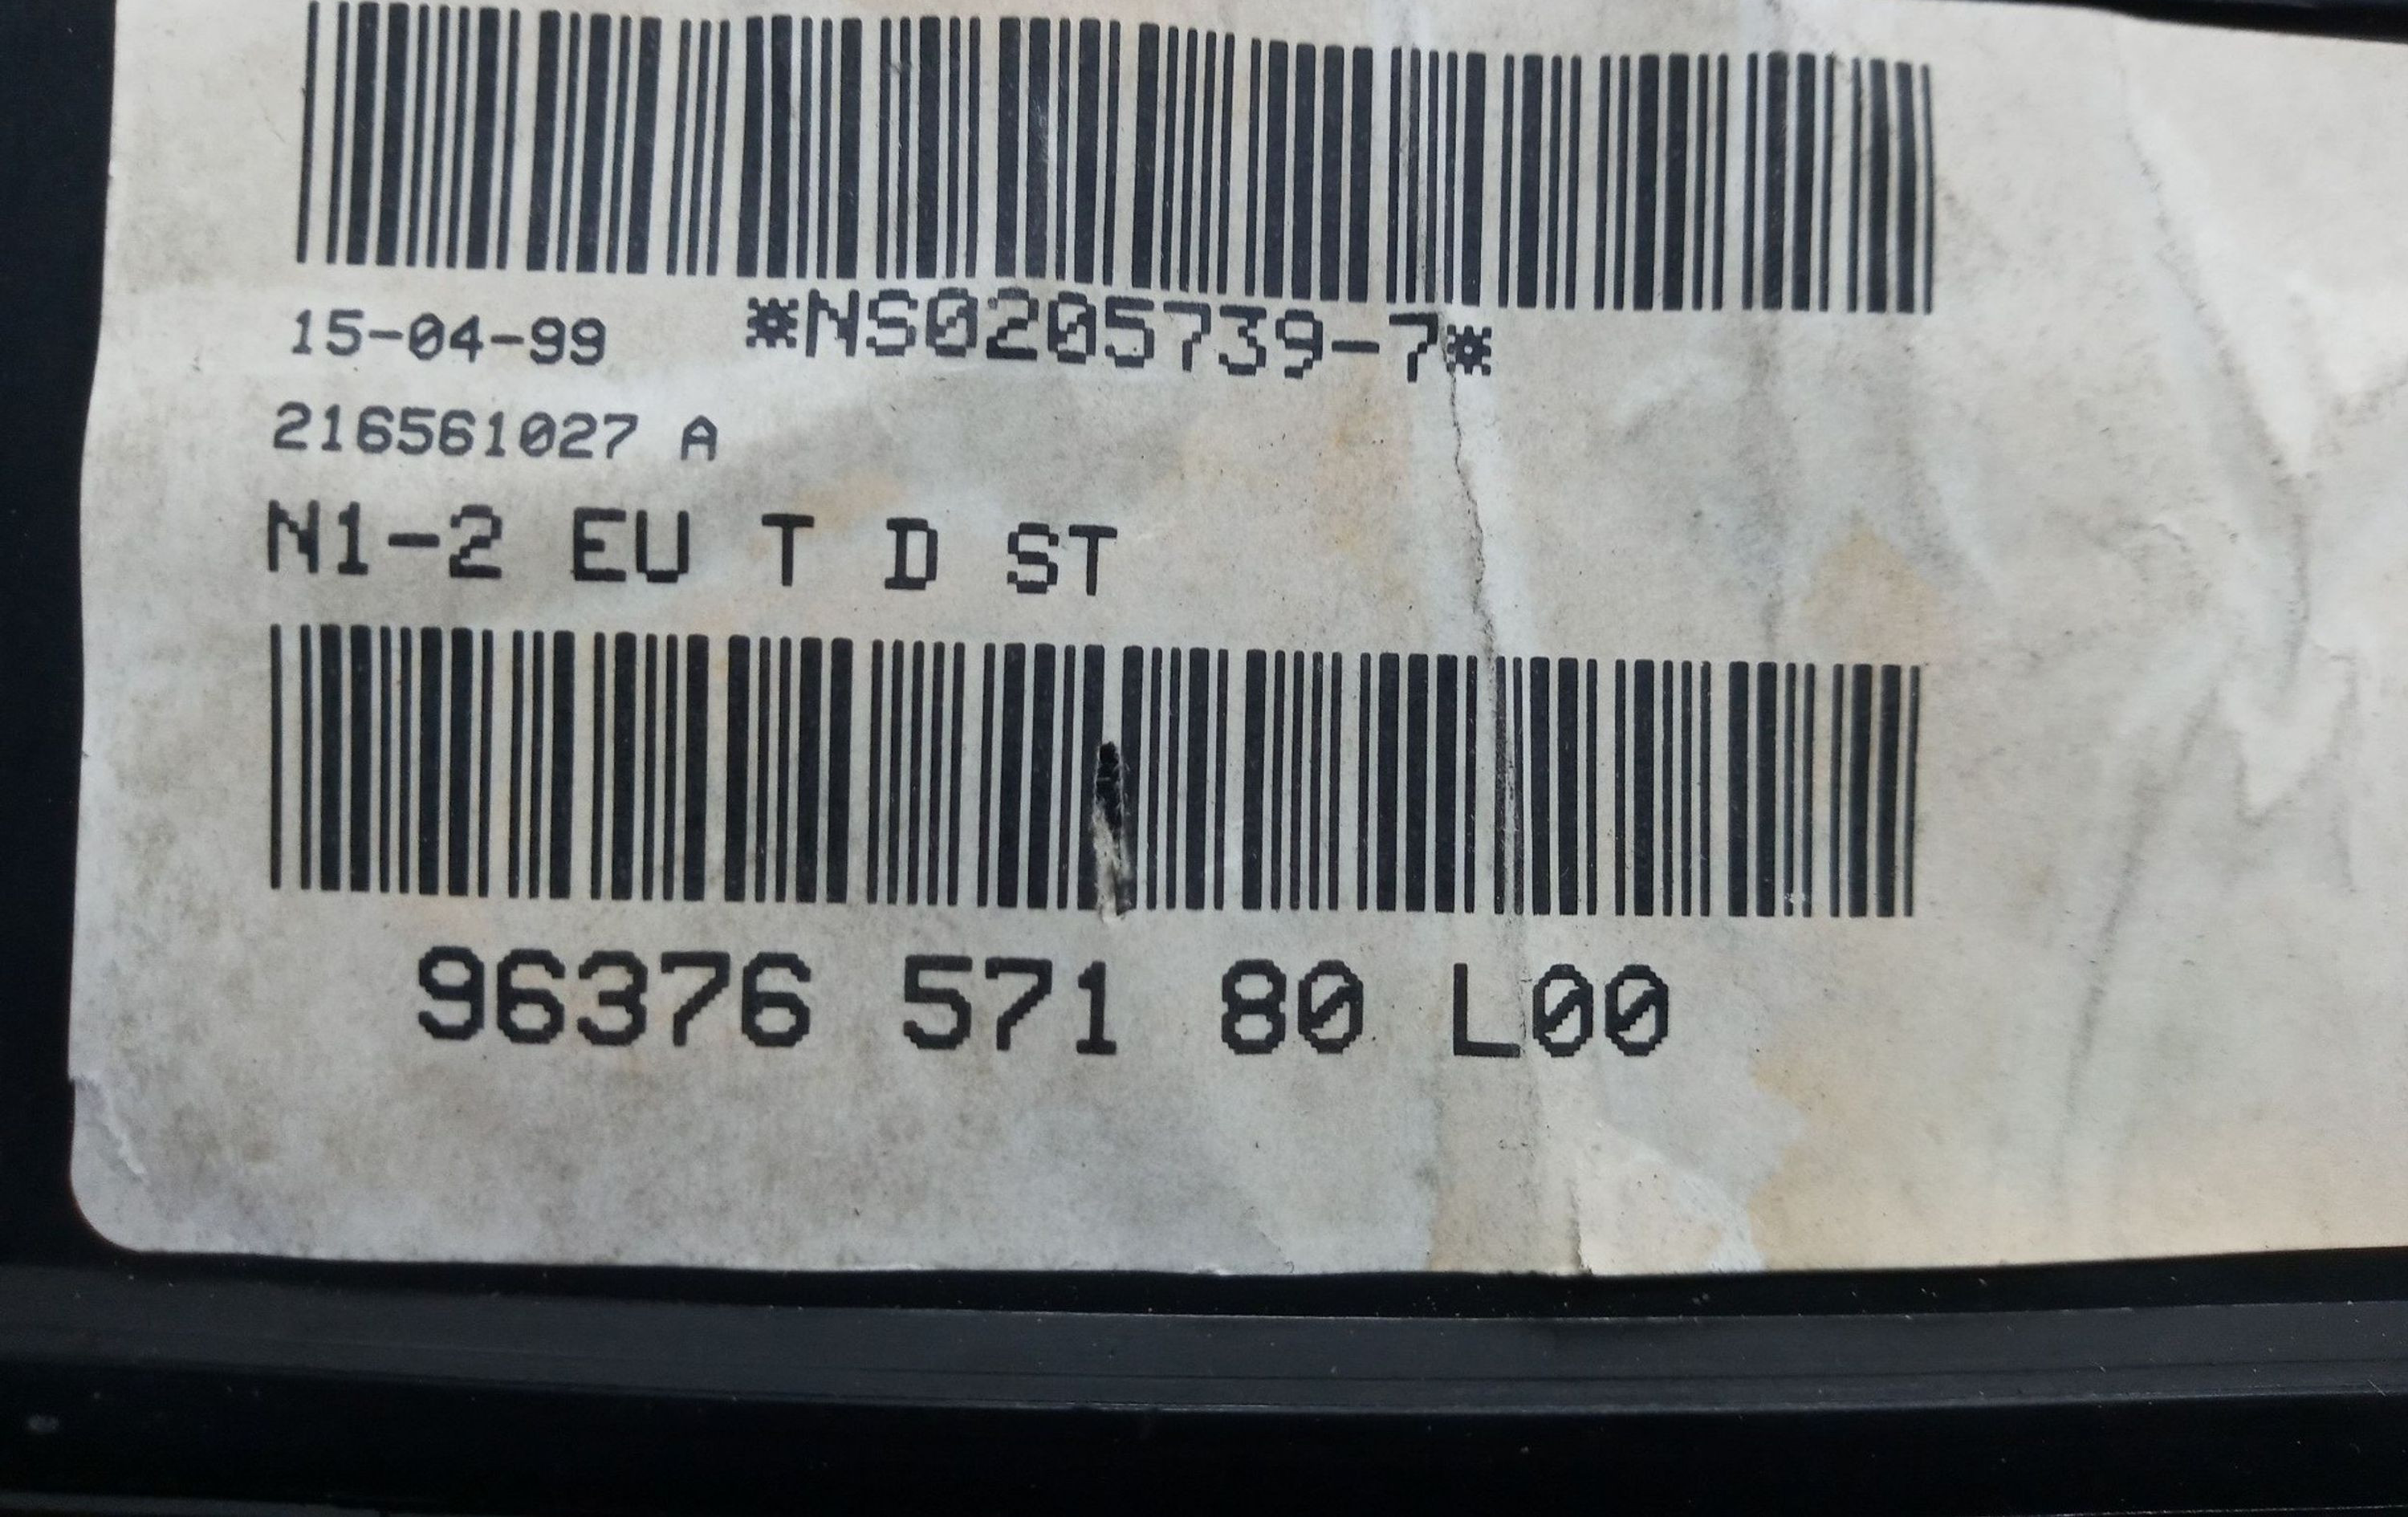 15-04-99 *NS0205739-7*
216561027 A
N1-2 EU T D ST
96376 571 80 L00